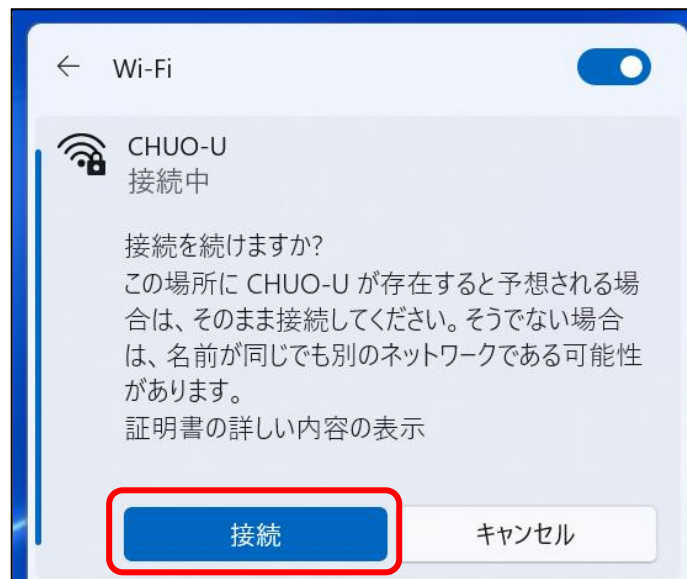 Wi-Fi
CHUO-U
接続中
接続を続けますか?
この場所に CHUO-U が存在すると予想される場
合は、そのまま接続してください。そうでない場合
は、名前が同じでも別のネットワークである可能性
があります。
証明書の詳しい内容の表示
接続
キャンセル